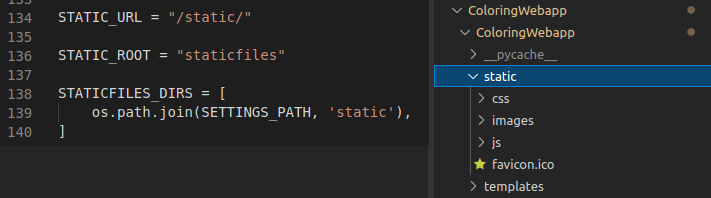 133
134 STATIC_URL = "/static/"
135
136 STATIC_ROOT = "staticfiles"
137
138 STATICFILES_DIRS = [
139     os.path.join(SETTINGS_PATH, 'static'),
140 ]
ColoringWebapp
ColoringWebapp
__pycache__
static
css
images
js
favicon.ico
templates